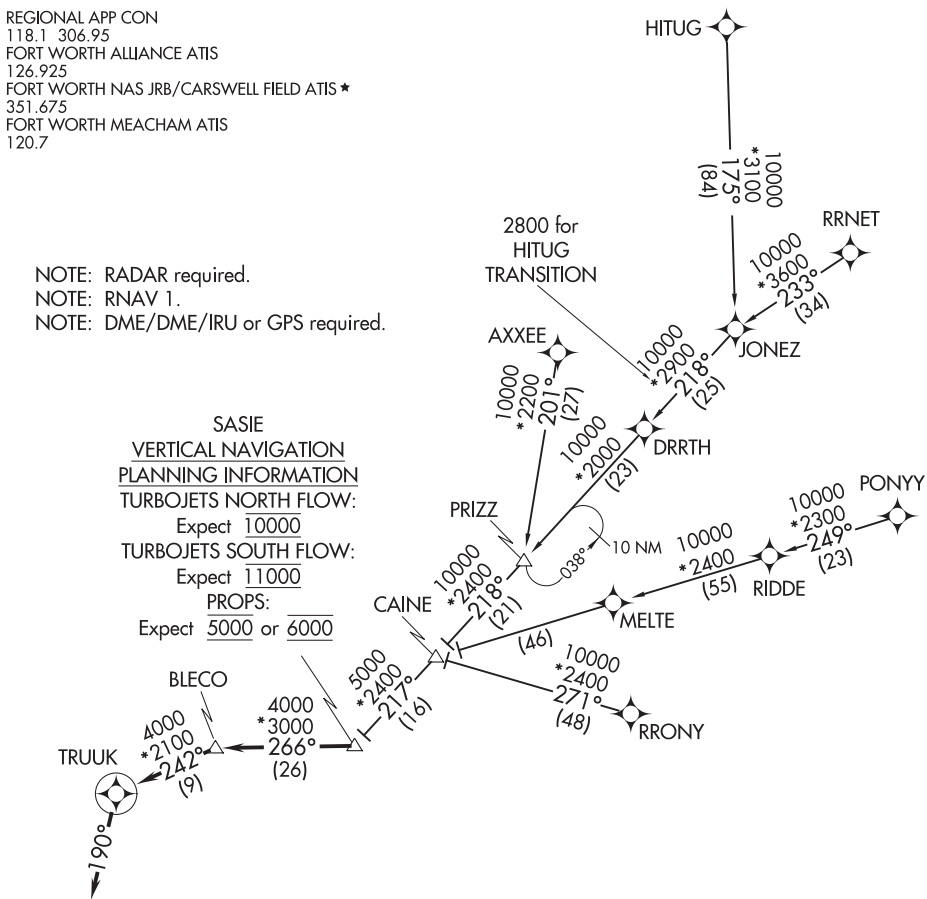 REGIONAL APP CON
118.1 306.95
FORT WORTH ALLIANCE ATIS
126.925
FORT WORTH NAS JRB/CARSWELL FIELD ATIS ★
351.675
FORT WORTH MEACHAM ATIS
120.7
HITUG
10000
*3100
175°
(84)
RRNET
10000
*3600
233°
(34)
2800 for
HITUG
TRANSITION
NOTE: RADAR required.
NOTE: RNAV 1.
NOTE: DME/DME/IRU or GPS required.
JONEZ
AXXEE
10000
*2200
201°
(27)
10000
*2900
218°
(25)
DRRTH
10000
*2000
(23)
SASIE
VERTICAL NAVIGATION
PLANNING INFORMATION
TURBOJETS NORTH FLOW:
Expect 10000
TURBOJETS SOUTH FLOW:
Expect 11000
PROPS:
Expect 5000 or 6000
PONYY
10000
*2300
249°
(23)
PRIZZ
038°
10 NM
10000
*2400
(55)
RIDDE
10000
*2400
218°
(21)
CAINE
MELTE
(46)
10000
*2400
271°
(48)
RRONY
5000
*2400
217°
(16)
BLECO
4000
*3000
266°
(26)
4000
*2100
242°
(9)
TRUUK
190°